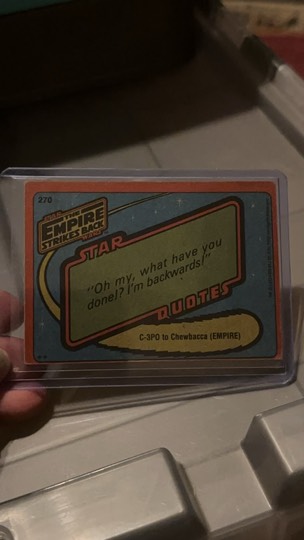 270
STAR WARS
THE
EMPIRE
STRIKES BACK
STAR
"Oh my, what have you
done!? I'm backwards!"
QUOTES
C-3PO to Chewbacca (EMPIRE)